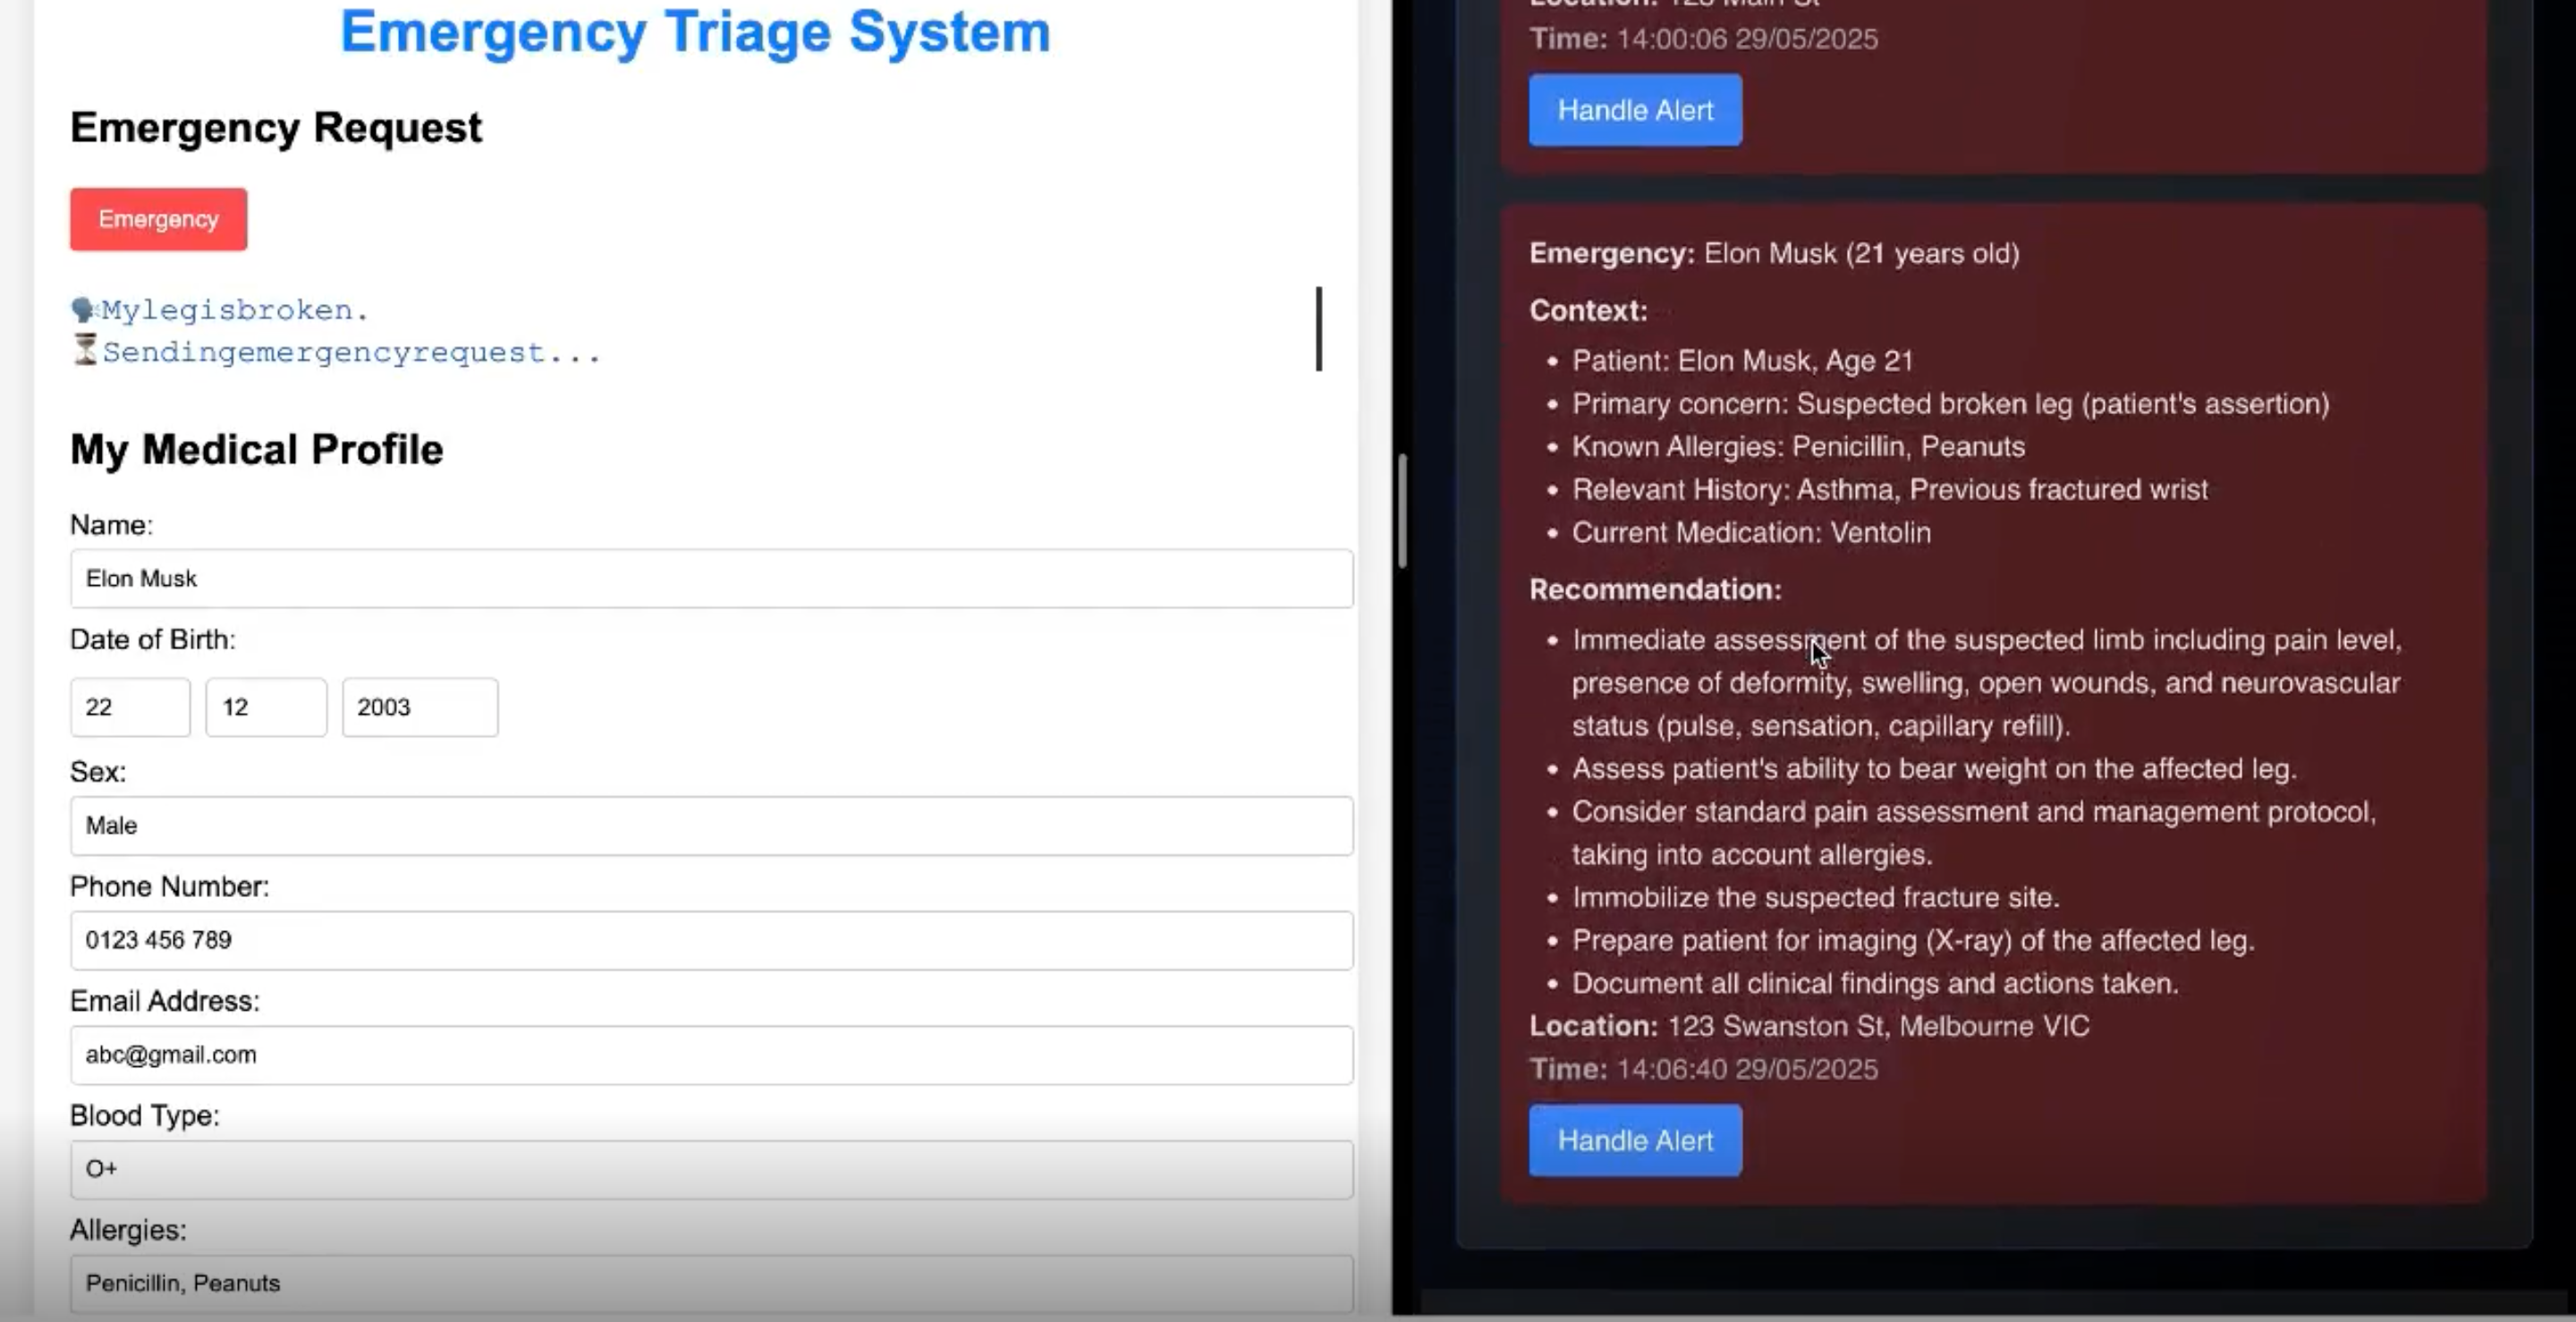 Emergency Triage System
Emergency Request
Emergency
🗣Mylegisbroken.
⏳Sendingemergencyrequest...
My Medical Profile
Name:
Elon Musk
Date of Birth:
22 12 2003
Sex:
Male
Phone Number:
0123 456 789
Email Address:
abc@gmail.com
Blood Type:
O+
Allergies:
Penicillin, Peanuts
Location: 123 Main St
Time: 14:00:06 29/05/2025
Handle Alert
Emergency: Elon Musk (21 years old)
Context:
• Patient: Elon Musk, Age 21
• Primary concern: Suspected broken leg (patient's assertion)
• Known Allergies: Penicillin, Peanuts
• Relevant History: Asthma, Previous fractured wrist
• Current Medication: Ventolin
Recommendation:
• Immediate assessment of the suspected limb including pain level,
presence of deformity, swelling, open wounds, and neurovascular
status (pulse, sensation, capillary refill).
• Assess patient's ability to bear weight on the affected leg.
• Consider standard pain assessment and management protocol,
taking into account allergies.
• Immobilize the suspected fracture site.
• Prepare patient for imaging (X-ray) of the affected leg.
• Document all clinical findings and actions taken.
Location: 123 Swanston St, Melbourne VIC
Time: 14:06:40 29/05/2025
Handle Alert